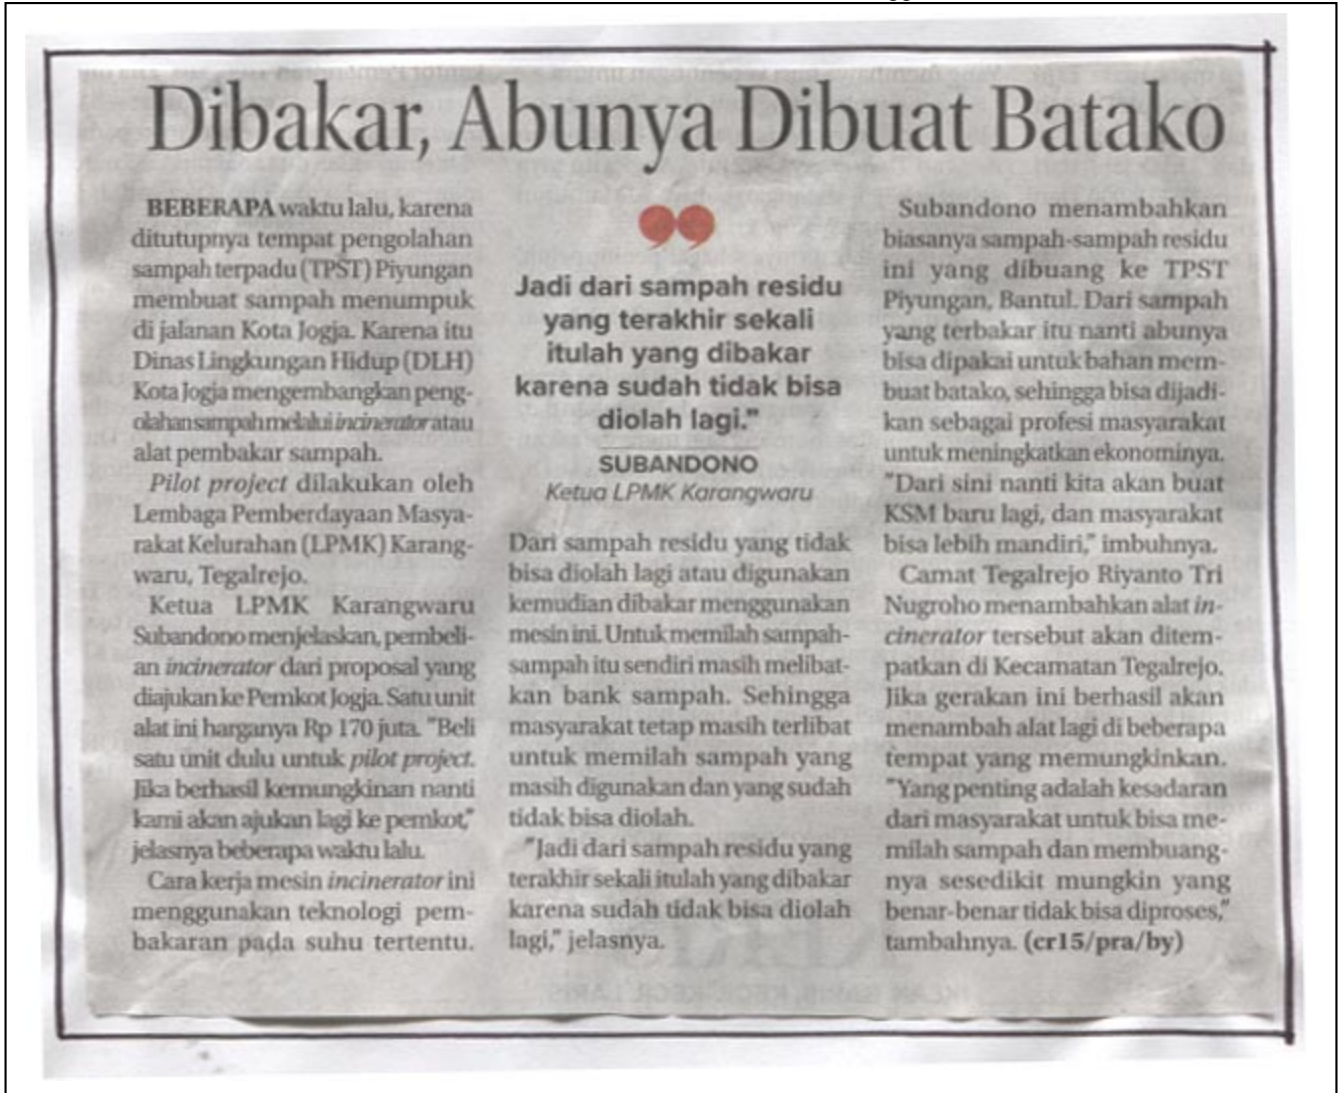 Dibakar, Abunya Dibuat Batako
BEBERAPA waktu lalu, karena
ditutupnya tempat pengolahan
sampah terpadu (TPST) Piyungan
membuat sampah menumpuk
di jalanan Kota Jogja. Karena itu
Dinas Lingkungan Hidup (DLH)
Kota Jogja mengembangkan peng-
olahan sampah melalui incinerator atau
alat pembakar sampah.
Pilot project dilakukan oleh
Lembaga Pemberdayaan Masya-
rakat Kelurahan (LPMK) Karang-
waru, Tegalrejo.
Ketua LPMK Karangwaru
Subandono menjelaskan, pembeli-
an incinerator dari proposal yang
diajukan ke Pemkot Jogja. Satu unit
alat ini harganya Rp 170 juta. "Beli
satu unit dulu untuk pilot project.
Jika berhasil kemungkinan nanti
kami akan ajukan lagi ke pemkot,"
jelasnya beberapa waktu lalu.
Cara kerja mesin incinerator ini
menggunakan teknologi pem-
bakaran pada suhu tertentu.
Jadi dari sampah residu
yang terakhir sekali
itulah yang dibakar
karena sudah tidak bisa
diolah lagi."
SUBANDONO
Ketua LPMK Karangwaru
Dari sampah residu yang tidak
bisa diolah lagi atau digunakan
kemudian dibakar menggunakan
mesin ini. Untuk memilah sampah-
sampah itu sendiri masih melibat-
kan bank sampah. Sehingga
masyarakat tetap masih terlibat
untuk memilah sampah yang
masih digunakan dan yang sudah
tidak bisa diolah.
"Jadi dari sampah residu yang
terakhir sekali itulah yang dibakar
karena sudah tidak bisa diolah
lagi," jelasnya.
Subandono menambahkan
biasanya sampah-sampah residu
ini yang dibuang ke TPST
Piyungan, Bantul. Dari sampah
yang terbakar itu nanti abunya
bisa dipakai untuk bahan mem-
buat batako, sehingga bisa dijadi-
kan sebagai profesi masyarakat
untuk meningkatkan ekonominya.
"Dari sini nanti kita akan buat
KSM baru lagi, dan masyarakat
bisa lebih mandiri," imbuhnya.
Camat Tegalrejo Riyanto Tri
Nugroho menambahkan alat in-
cinerator tersebut akan ditem-
patkan di Kecamatan Tegalrejo.
Jika gerakan ini berhasil akan
menambah alat lagi di beberapa
tempat yang memungkinkan.
"Yang penting adalah kesadaran
dari masyarakat untuk bisa me-
milah sampah dan membuang-
nya sesedikit mungkin yang
benar-benar tidak bisa diproses,"
tambahnya. (cr15/pra/by)